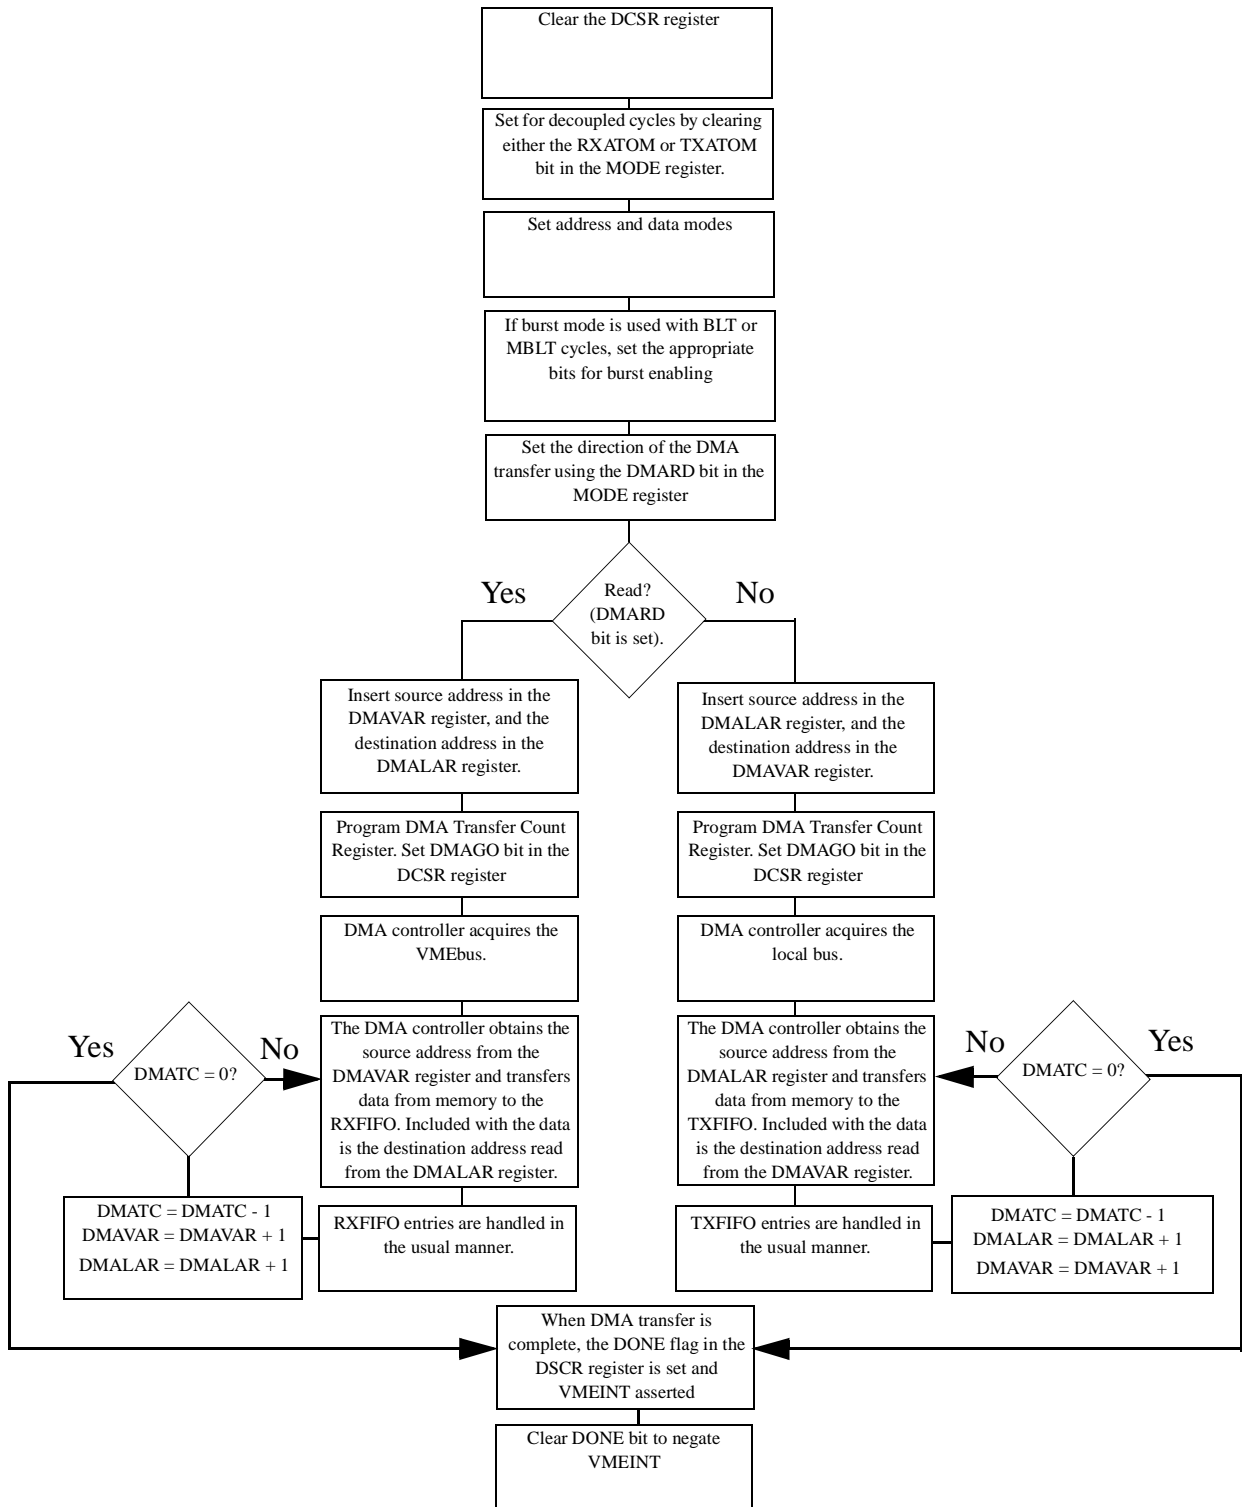 Clear the DCSR register
Set for decoupled cycles by clearing
either the RXATOM or TXATOM
bit in the MODE register.
Set address and data modes
If burst mode is used with BLT or
MBLT cycles, set the appropriate
bits for burst enabling
Set the direction of the DMA
transfer using the DMARD bit in the
MODE register
Read?
(DMARD
bit is set).
Yes
No
Insert source address in the
DMAVAR register, and the
destination address in the
DMALAR register.
Program DMA Transfer Count
Register. Set DMAGO bit in the
DCSR register
DMA controller acquires the
VMEbus.
The DMA controller obtains the
source address from the
DMAVAR register and transfers
data from memory to the
RXFIFO. Included with the data
is the destination address read
from the DMALAR register.
RXFIFO entries are handled in
the usual manner.
DMATC = DMATC - 1
DMAVAR = DMAVAR + 1
DMALAR = DMALAR + 1
DMATC = 0?
Yes
No
Insert source address in the
DMALAR register, and the
destination address in the
DMAVAR register.
Program DMA Transfer Count
Register. Set DMAGO bit in the
DCSR register
DMA controller acquires the
local bus.
The DMA controller obtains the
source address from the
DMALAR register and transfers
data from memory to the
TXFIFO. Included with the data
is the destination address read
from the DMAVAR register.
TXFIFO entries are handled in
the usual manner.
DMATC = DMATC - 1
DMALAR = DMALAR + 1
DMAVAR = DMAVAR + 1
DMATC = 0?
No
Yes
When DMA transfer is
complete, the DONE flag in the
DSCR register is set and
VMEINT asserted
Clear DONE bit to negate
VMEINT